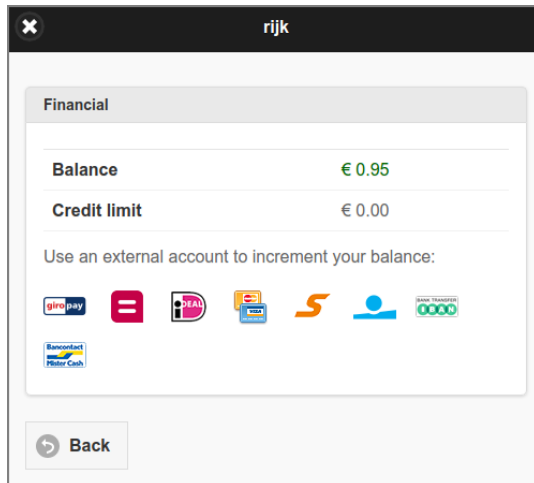 rijk
Financial
Balance € 0.95
Credit limit € 0.00
Use an external account to increment your balance:
giropay iDEAL VISA BANK TRANSFER
Bancontact
Mister Cash
Back